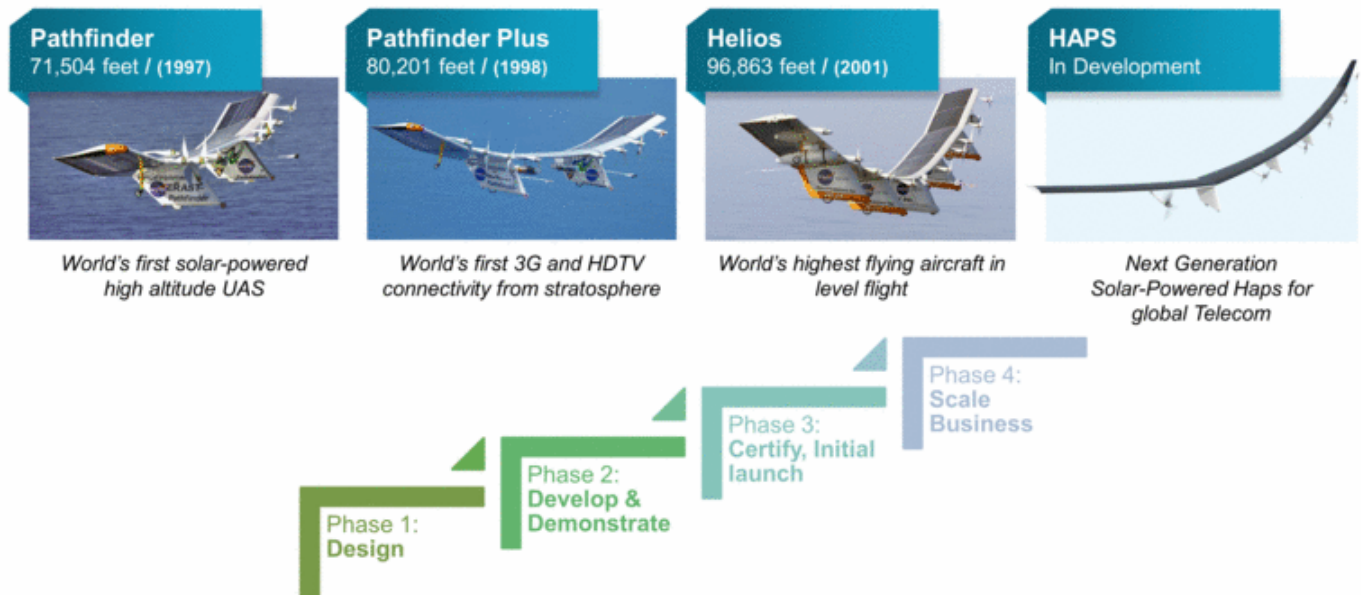 Pathfinder
71,504 feet / (1997)
Pathfinder Plus
80,201 feet / (1998)
Helios
96,863 feet / (2001)
HAPS
In Development
ERAST
Pathfinder
World's first solar-powered
high altitude UAS
World's first 3G and HDTV
connectivity from stratosphere
World's highest flying aircraft in
level flight
Next Generation
Solar-Powered Haps for
global Telecom
Phase 1:
Design
Phase 2:
Develop &
Demonstrate
Phase 3:
Certify, Initial
launch
Phase 4:
Scale
Business